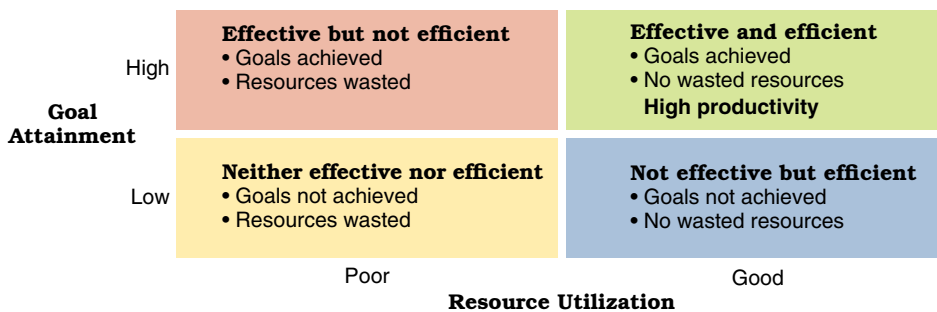 Effective but not efficient
• Goals achieved
• Resources wasted
Effective and efficient
• Goals achieved
• No wasted resources
High productivity
High
Goal
Attainment
Neither effective nor efficient
• Goals not achieved
• Resources wasted
Not effective but efficient
• Goals not achieved
• No wasted resources
Low
Poor
Good
Resource Utilization